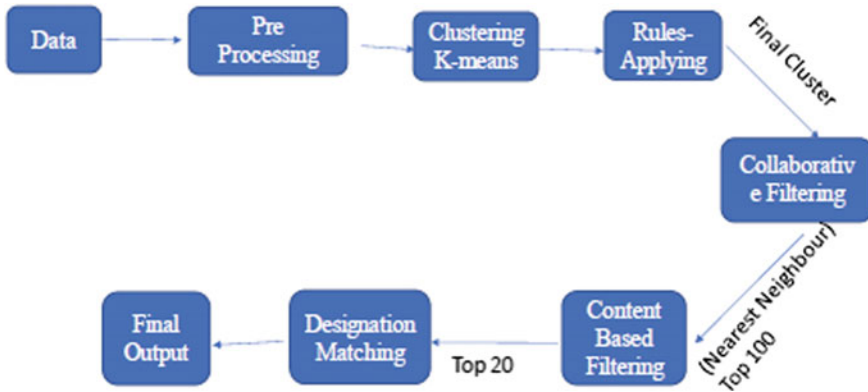 Data
Pre
Processing
Clustering
K-means
Rules-
Applying
Final Cluster
Collaborativ
e Filtering
(Nearest Neighbour)
Top 100
Content
Based
Filtering
Top 20
Designation
Matching
Final
Output